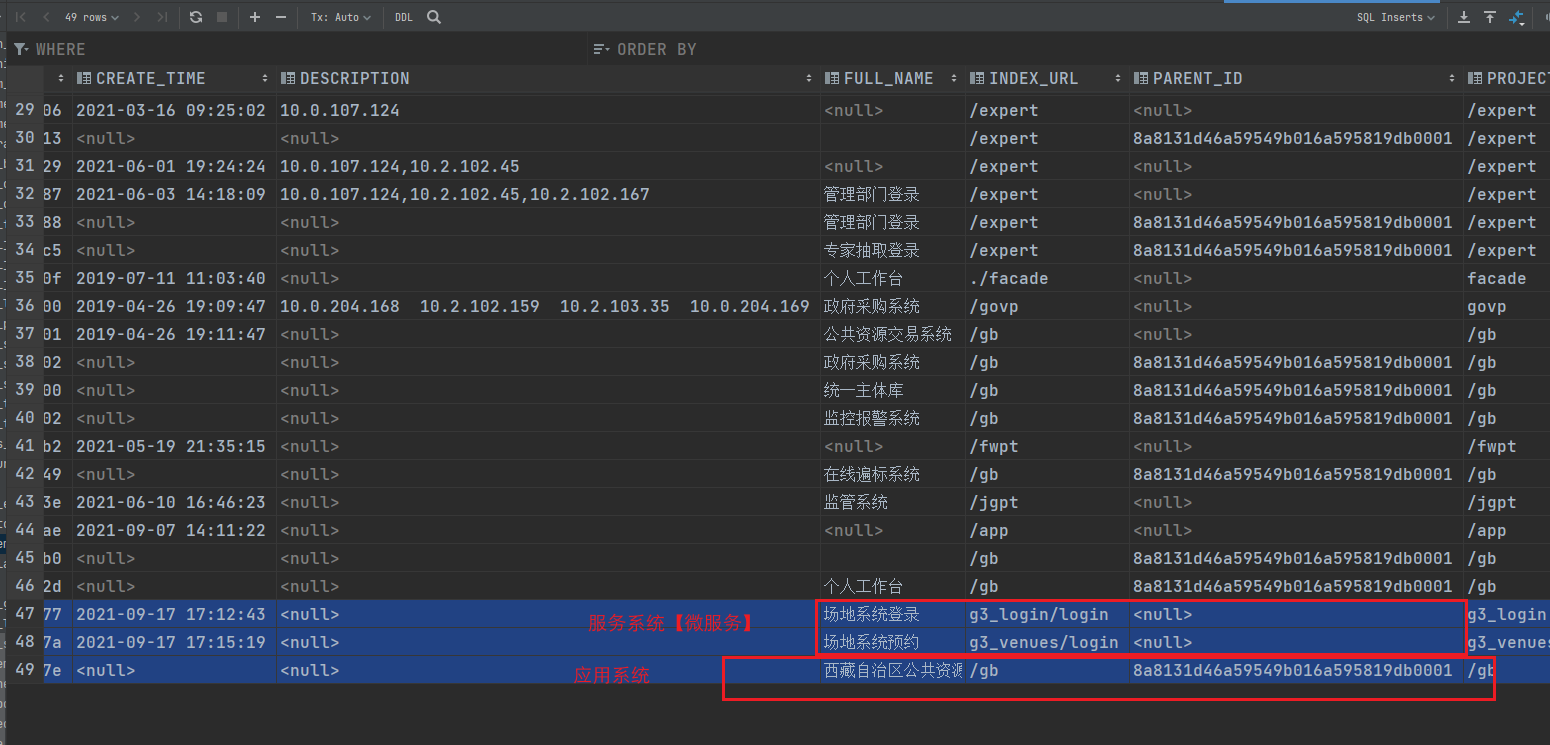 49 rows Tx: Auto DDL SQL Inserts
WHERE ORDER BY
CREATE_TIME DESCRIPTION FULL_NAME INDEX_URL PARENT_ID PROJECT
29 06 2021-03-16 09:25:02 10.0.107.124 <null> /expert <null> /expert
30 13 <null> <null> /expert 8a8131d46a59549b016a595819db0001 /expert
31 29 2021-06-01 19:24:24 10.0.107.124,10.2.102.45 <null> /expert <null> /expert
32 87 2021-06-03 14:18:09 10.0.107.124,10.2.102.45,10.2.102.167 管理部门登录 /expert <null> /expert
33 88 <null> <null> 管理部门登录 /expert 8a8131d46a59549b016a595819db0001 /expert
34 c5 <null> <null> 专家抽取登录 /expert 8a8131d46a59549b016a595819db0001 /expert
35 0f 2019-07-11 11:03:40 <null> 个人工作台 ./facade <null> facade
36 00 2019-04-26 19:09:47 10.0.204.168 10.2.102.159 10.2.103.35 10.0.204.169 政府采购系统 /govp <null> govp
37 01 2019-04-26 19:11:47 <null> 公共资源交易系统 /gb <null> /gb
38 02 <null> <null> 政府采购系统 /gb 8a8131d46a59549b016a595819db0001 /gb
39 00 <null> <null> 统一主体库 /gb 8a8131d46a59549b016a595819db0001 /gb
40 02 <null> <null> 监控报警系统 /gb 8a8131d46a59549b016a595819db0001 /gb
41 b2 2021-05-19 21:35:15 <null> <null> /fwpt <null> /fwpt
42 49 <null> <null> 在线遍标系统 /gb 8a8131d46a59549b016a595819db0001 /gb
43 3e 2021-06-10 16:46:23 <null> 监管系统 /jgpt <null> /jgpt
44 ae 2021-09-07 14:11:22 <null> <null> /app <null> /app
45 b0 <null> <null> /gb 8a8131d46a59549b016a595819db0001 /gb
46 2d <null> <null> 个人工作台 /gb 8a8131d46a59549b016a595819db0001 /gb
47 77 2021-09-17 17:12:43 <null> 场地系统登录 g3_login/login <null> g3_login
服务系统【微服务】
48 7a 2021-09-17 17:15:19 <null> 场地系统预约 g3_venues/login <null> g3_venues
49 7e <null> <null> 西藏自治区公共资源 /gb 8a8131d46a59549b016a595819db0001 /gb
应用系统